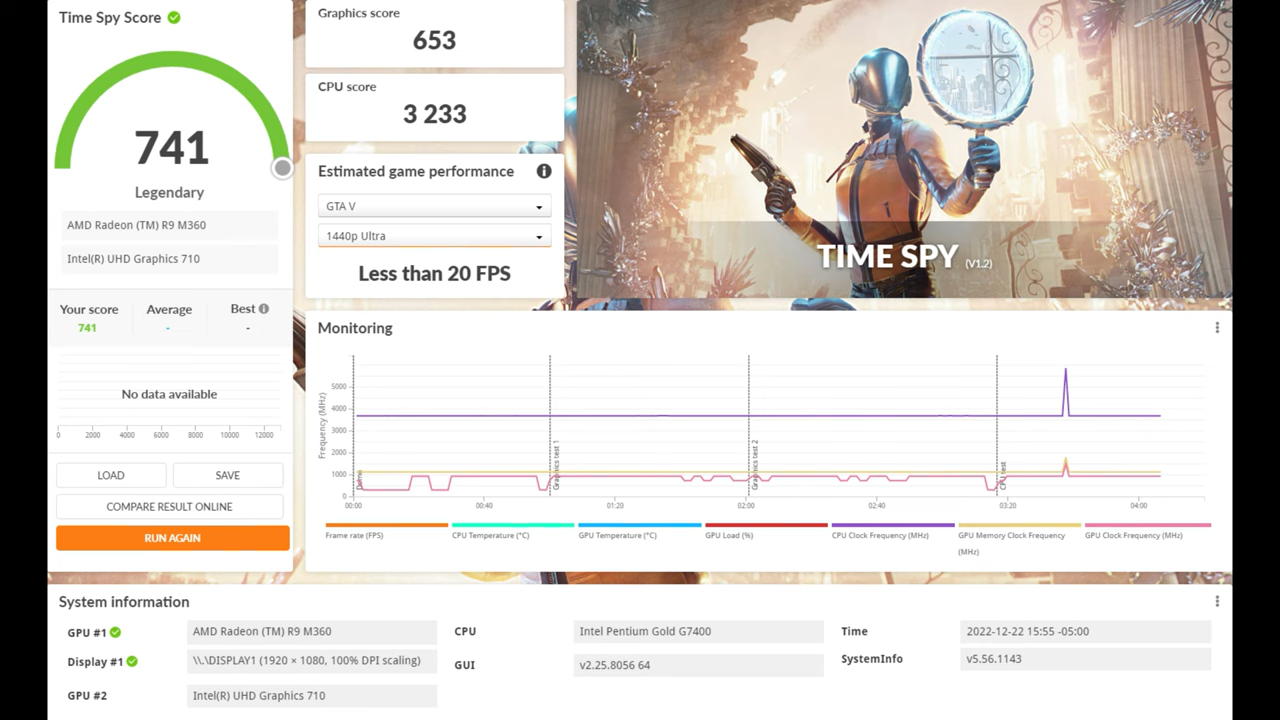 Time Spy Score
741
Legendary
AMD Radeon (TM) R9 M360
Intel(R) UHD Graphics 710
Your score
741
Average
-
Best
-
No data available
0 2000 4000 6000 8000 10000 12000
LOAD
SAVE
COMPARE RESULT ONLINE
RUN AGAIN
Graphics score
653
CPU score
3 233
Estimated game performance
GTA V
1440p Ultra
Less than 20 FPS
TIME SPY (V1.2)
Monitoring
Frequency (MHz)
5000
4000
3000
2000
1000
0
Demo
Graphics test 1
Graphics test 2
CPU test
00:00 00:40 01:20 02:00 02:40 03:20 04:00
Frame rate (FPS)
CPU Temperature (°C)
GPU Temperature (°C)
GPU Load (%)
CPU Clock Frequency (MHz)
GPU Memory Clock Frequency
(MHz)
GPU Clock Frequency (MHz)
System information
GPU #1 AMD Radeon (TM) R9 M360
Display #1 \\.\DISPLAY1 (1920 × 1080, 100% DPI scaling)
GPU #2 Intel(R) UHD Graphics 710
CPU Intel Pentium Gold G7400
GUI v2.25.8056 64
Time 2022-12-22 15:55 -05:00
SystemInfo v5.56.1143